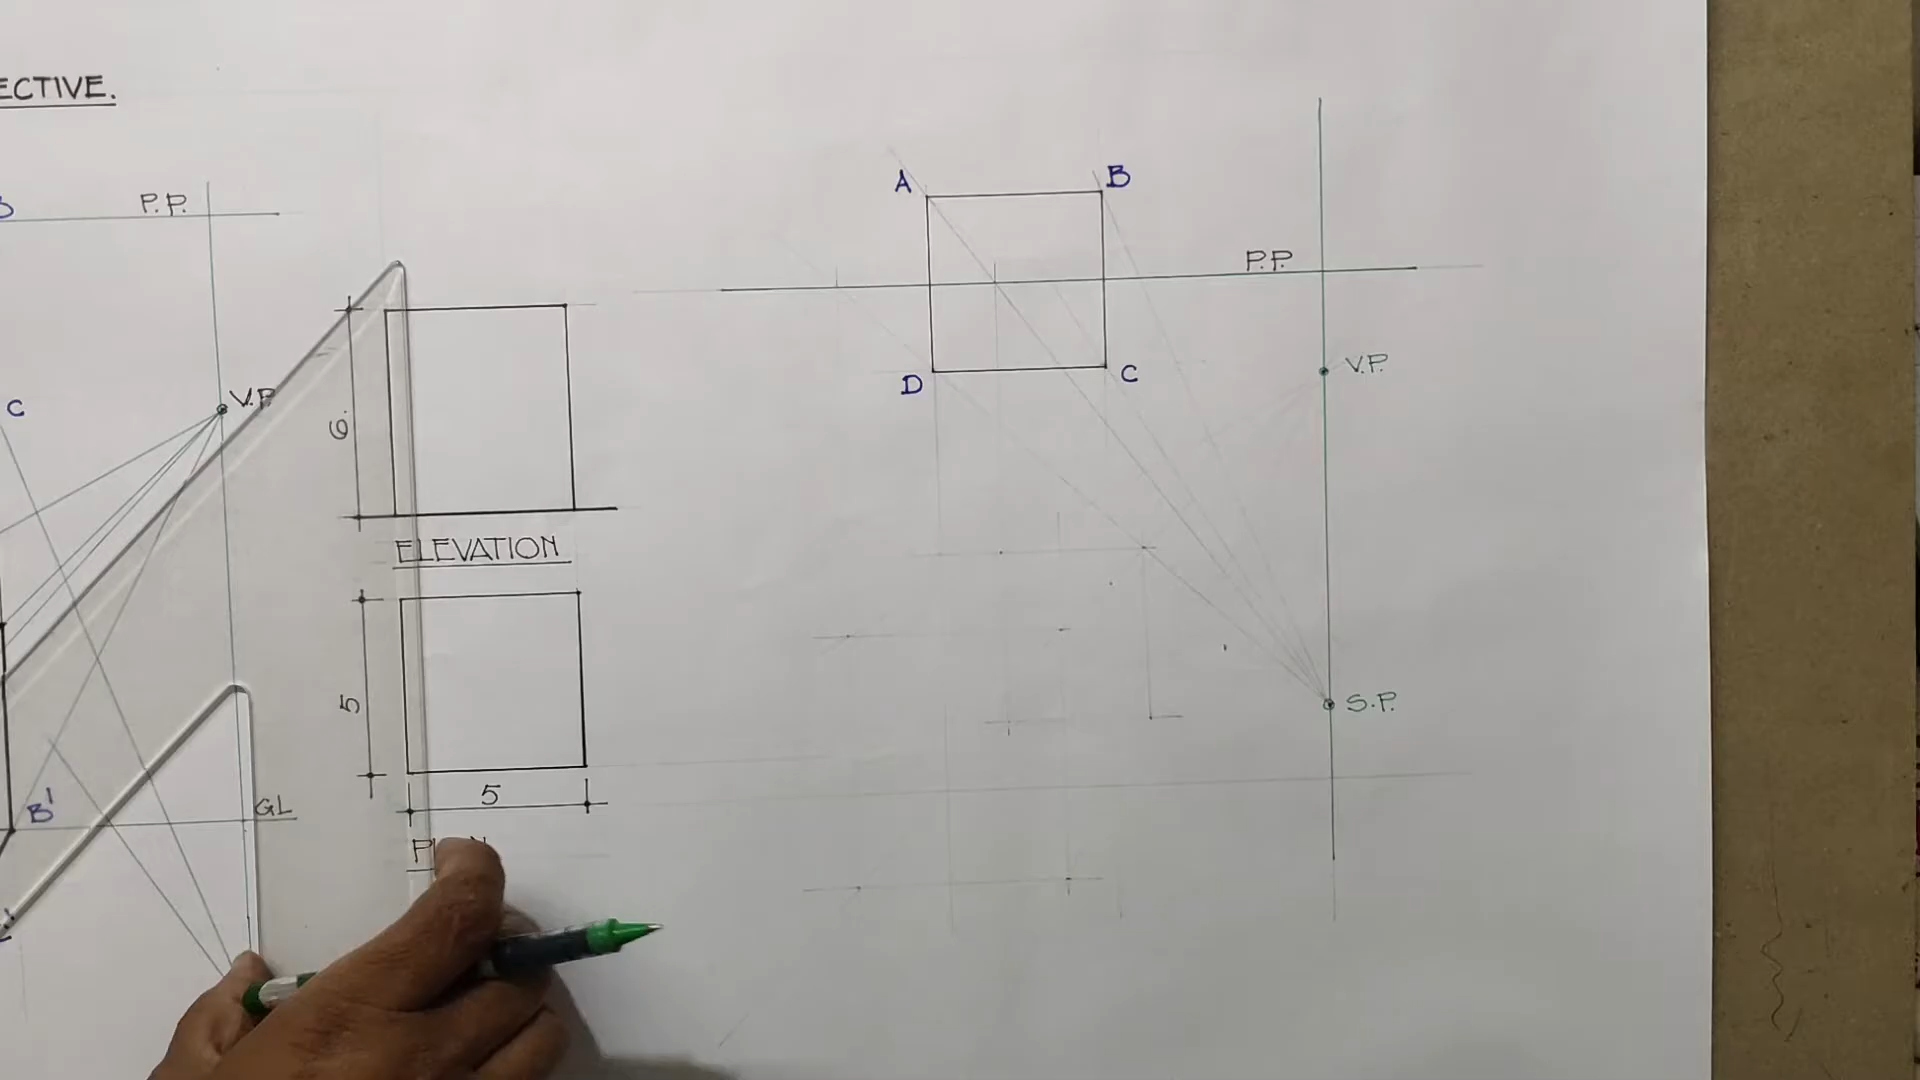 ECTIVE.
P.P.
V.P
C
B'
GL
6.
ELEVATION
5
5
A
B
P.P.
D
C
V.P.
S.P.